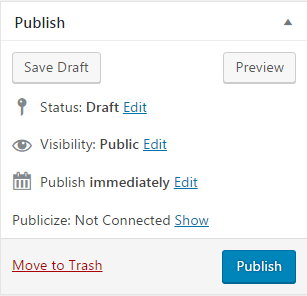 Publish
Save Draft Preview
Status: Draft Edit
Visibility: Public Edit
Publish immediately Edit
Publicize: Not Connected Show
Move to Trash Publish